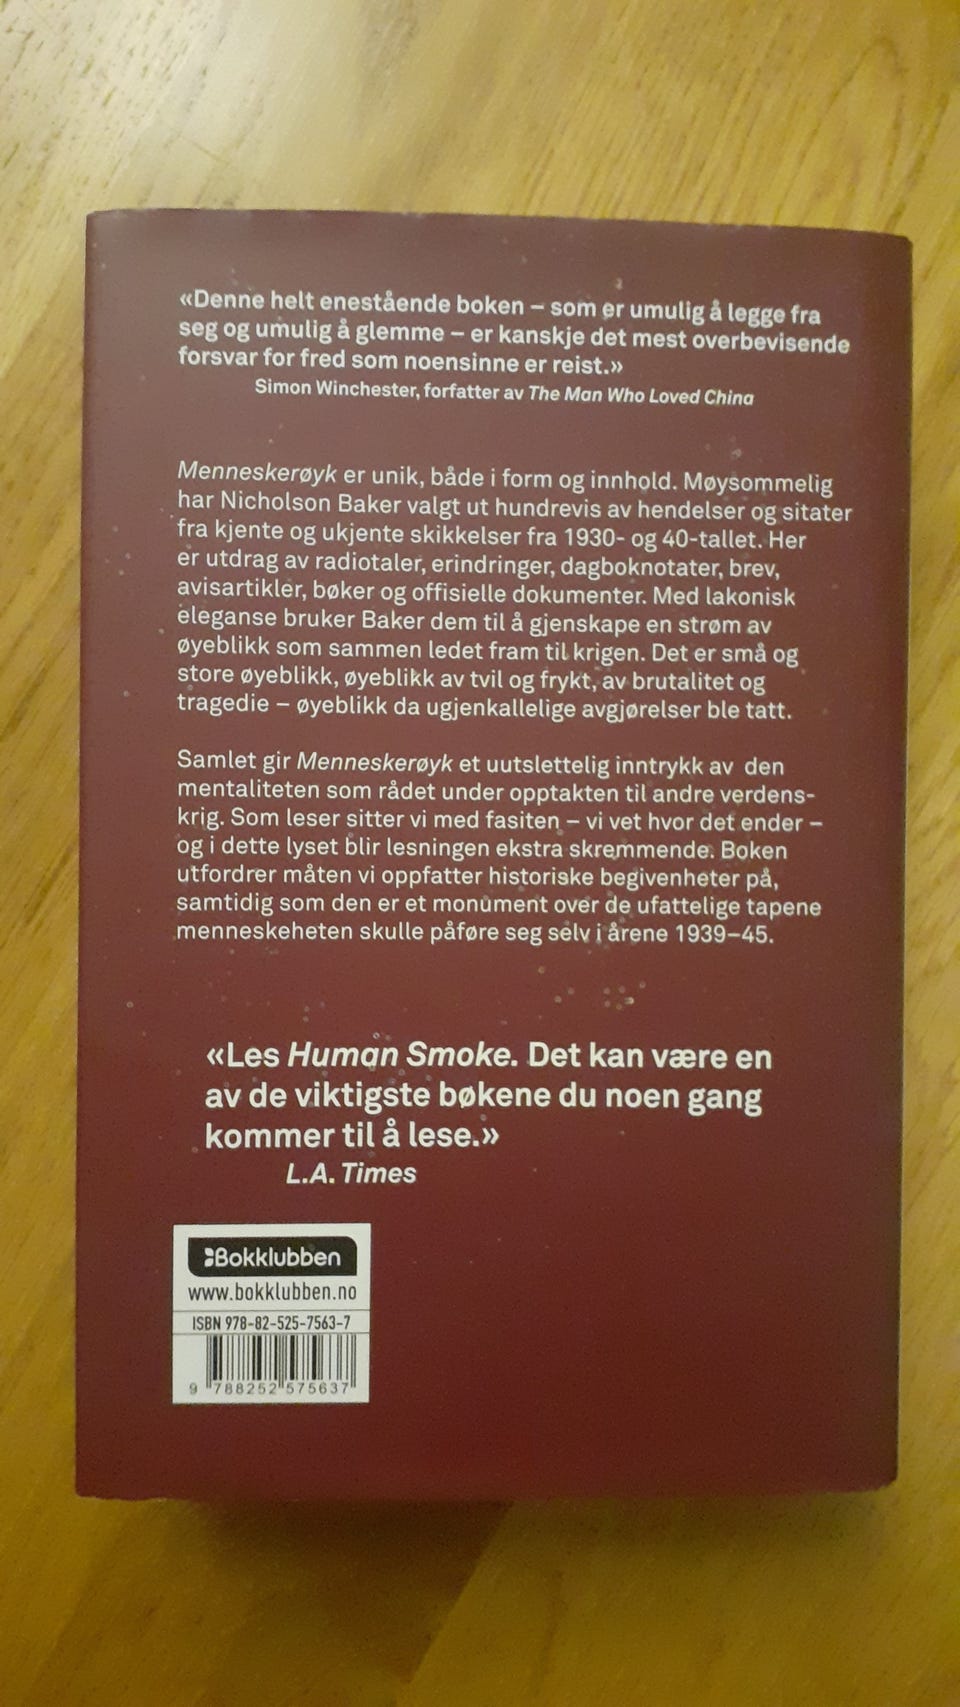 «Denne helt enestående boken – som er umulig å legge fra
seg og umulig å glemme – er kanskje det mest overbevisende
forsvar for fred som noensinne er reist.»
Simon Winchester, forfatter av The Man Who Loved China
Menneskerøyk er unik, både i form og innhold. Møysommelig
har Nicholson Baker valgt ut hundrevis av hendelser og sitater
fra kjente og ukjente skikkelser fra 1930- og 40-tallet. Her
er utdrag av radiotaler, erindringer, dagboknotater, brev,
avisartikler, bøker og offisielle dokumenter. Med lakonisk
eleganse bruker Baker dem til å gjenskape en strøm av
øyeblikk som sammen ledet fram til krigen. Det er små og
store øyeblikk, øyeblikk av tvil og frykt, av brutalitet og
tragedie – øyeblikk da ugjenkallelige avgjørelser ble tatt.
Samlet gir Menneskerøyk et uutslettelig inntrykk av den
mentaliteten som rådet under opptakten til andre verdens-
krig. Som leser sitter vi med fasiten – vi vet hvor det ender –
og i dette lyset blir lesningen ekstra skremmende. Boken
utfordrer måten vi oppfatter historiske begivenheter på,
samtidig som den er et monument over de ufattelige tapene
menneskeheten skulle påføre seg selv i årene 1939–45.
«Les Human Smoke. Det kan være en
av de viktigste bøkene du noen gang
kommer til å lese.»
L.A. Times
Bokklubben
www.bokklubben.no
ISBN 978-82-525-7563-7
9 788252 575637